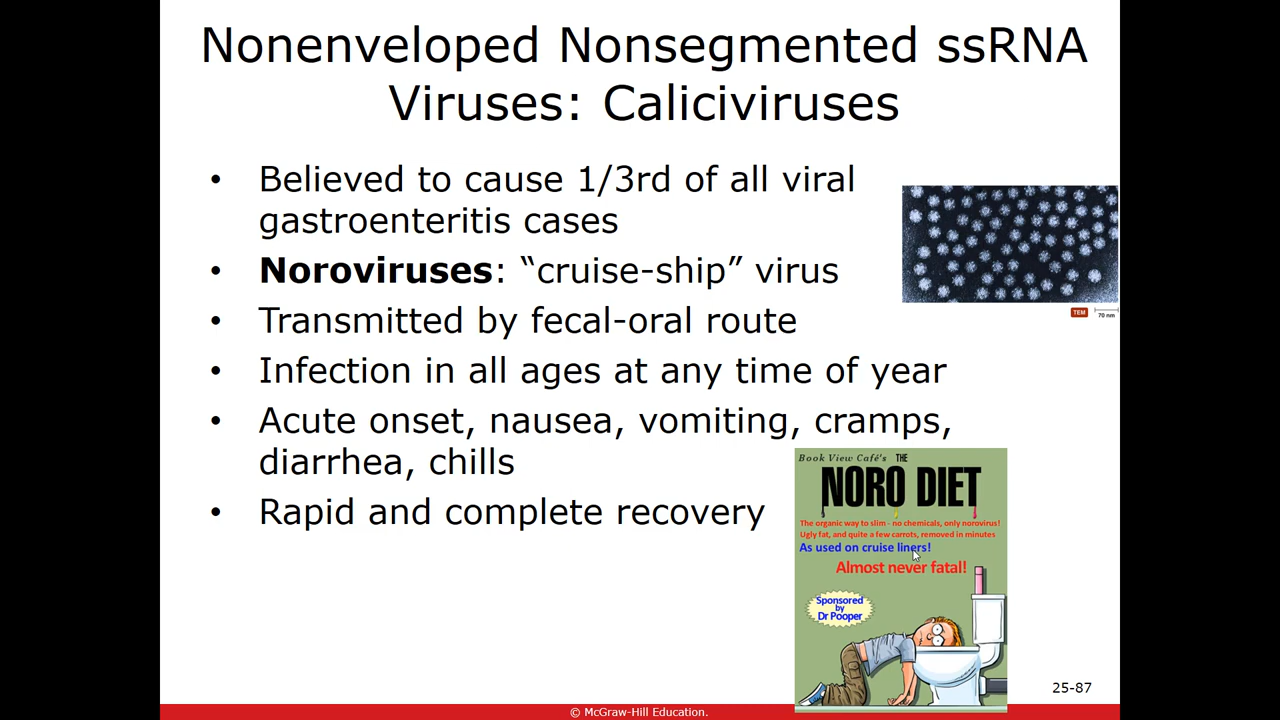 Nonenveloped Nonsegmented ssRNA
Viruses: Caliciviruses
• Believed to cause 1/3rd of all viral
gastroenteritis cases
• Noroviruses: “cruise-ship” virus
• Transmitted by fecal-oral route
• Infection in all ages at any time of year
• Acute onset, nausea, vomiting, cramps,
diarrhea, chills
• Rapid and complete recovery
TEM
70 nm
Book View Café's THE
NORO DIET
The organic way to slim - no chemicals, only norovirus!
Ugly fat, and quite a few carrots, removed in minutes
As used on cruise liners!
Almost never fatal!
Sponsored
by
Dr Pooper
25-87
© McGraw-Hill Education.